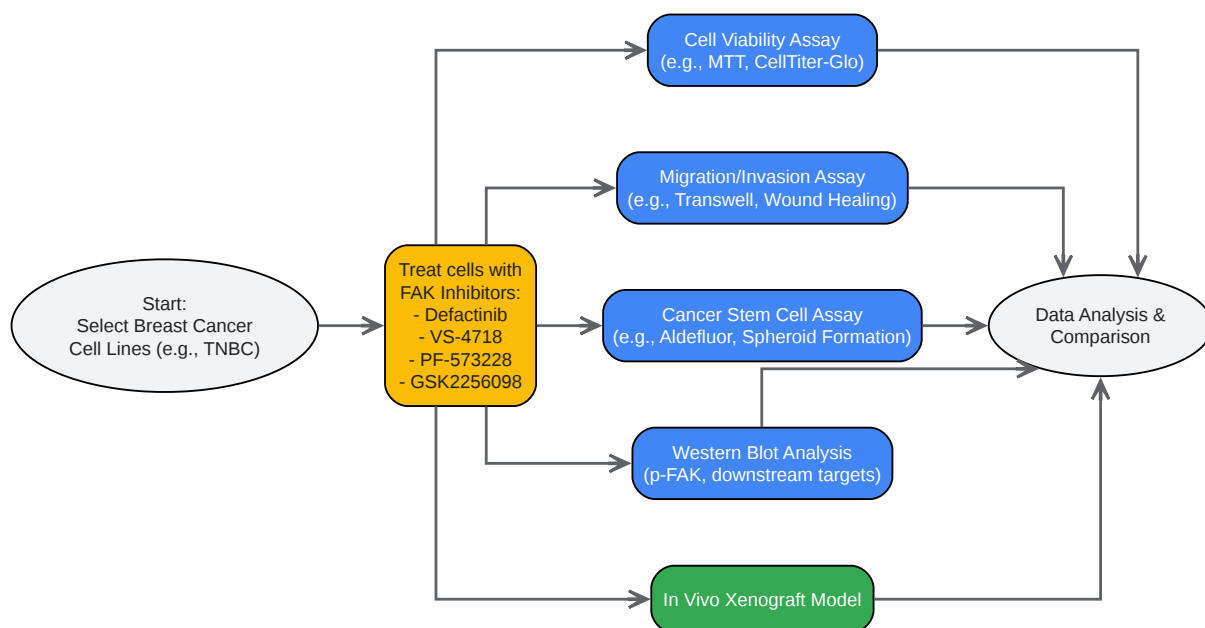 Start:
Select Breast Cancer
Cell Lines (e.g., TNBC)
Treat cells with
FAK Inhibitors:
- Defactinib
- VS-4718
- PF-573228
- GSK2256098
Cell Viability Assay
(e.g., MTT, CellTiter-Glo)
Migration/Invasion Assay
(e.g., Transwell, Wound Healing)
Cancer Stem Cell Assay
(e.g., Aldefluor, Spheroid Formation)
Western Blot Analysis
(p-FAK, downstream targets)
In Vivo Xenograft Model
Data Analysis &
Comparison